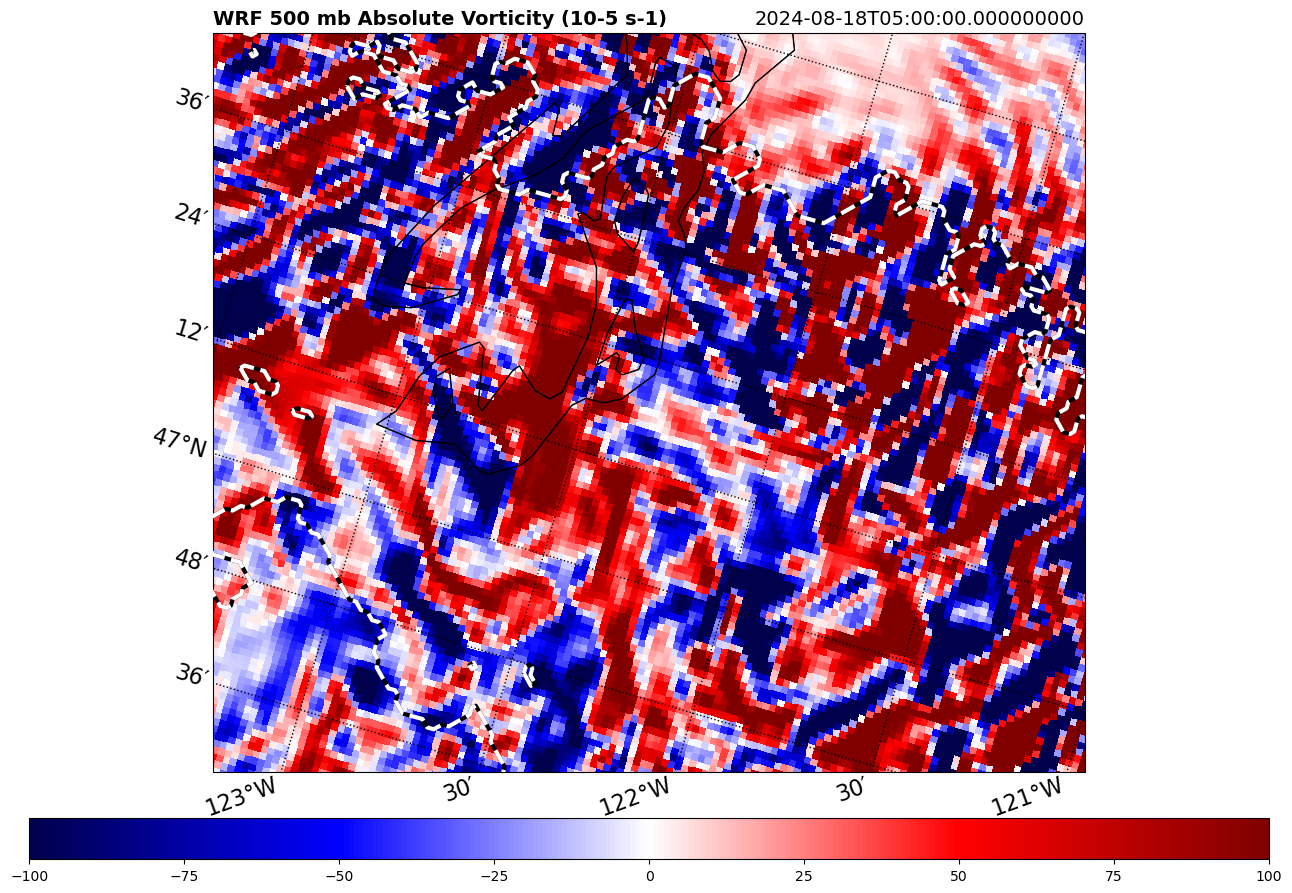 WRF 500 mb Absolute Vorticity (10-5 s-1) 2024-08-18T05:00:00.000000000
36′
24′
12′
47°N
48′
36′
123°W 30′ 122°W 30′ 121°W
−100 −75 −50 −25 0 25 50 75 100